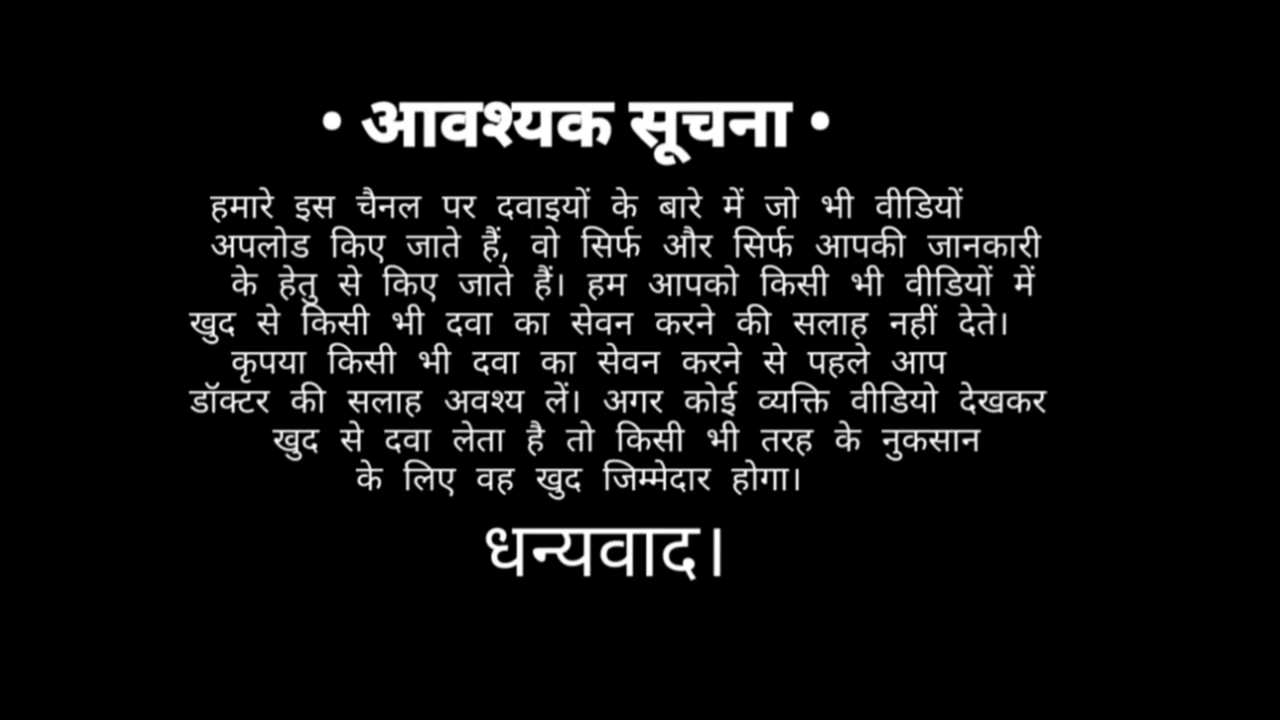 • आवश्यक सूचना •
हमारे इस चैनल पर दवाइयों के बारे में जो भी वीडियों
अपलोड किए जाते हैं, वो सिर्फ और सिर्फ आपकी जानकारी
के हेतु से किए जाते हैं। हम आपको किसी भी वीडियों में
खुद से किसी भी दवा का सेवन करने की सलाह नहीं देते।
कृपया किसी भी दवा का सेवन करने से पहले आप
डॉक्टर की सलाह अवश्य लें। अगर कोई व्यक्ति वीडियो देखकर
खुद से दवा लेता है तो किसी भी तरह के नुकसान
के लिए वह खुद जिम्मेदार होगा।
धन्यवाद।